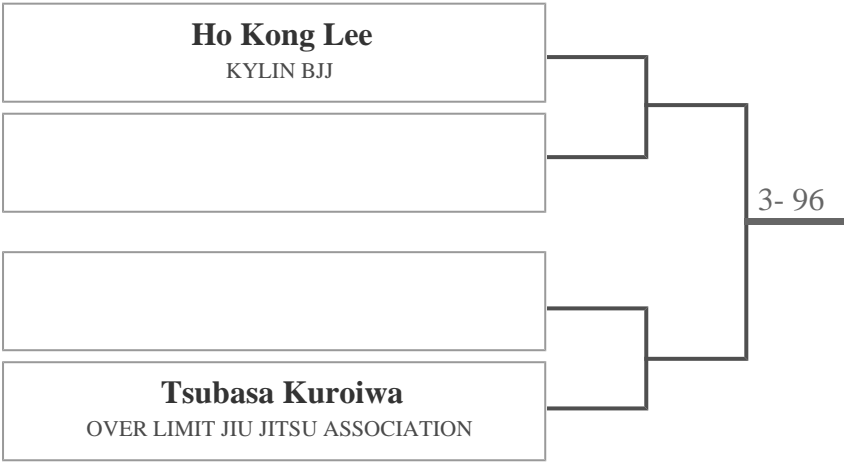 Ho Kong Lee
KYLIN BJJ
3- 96
Tsubasa Kuroiwa
OVER LIMIT JIU JITSU ASSOCIATION